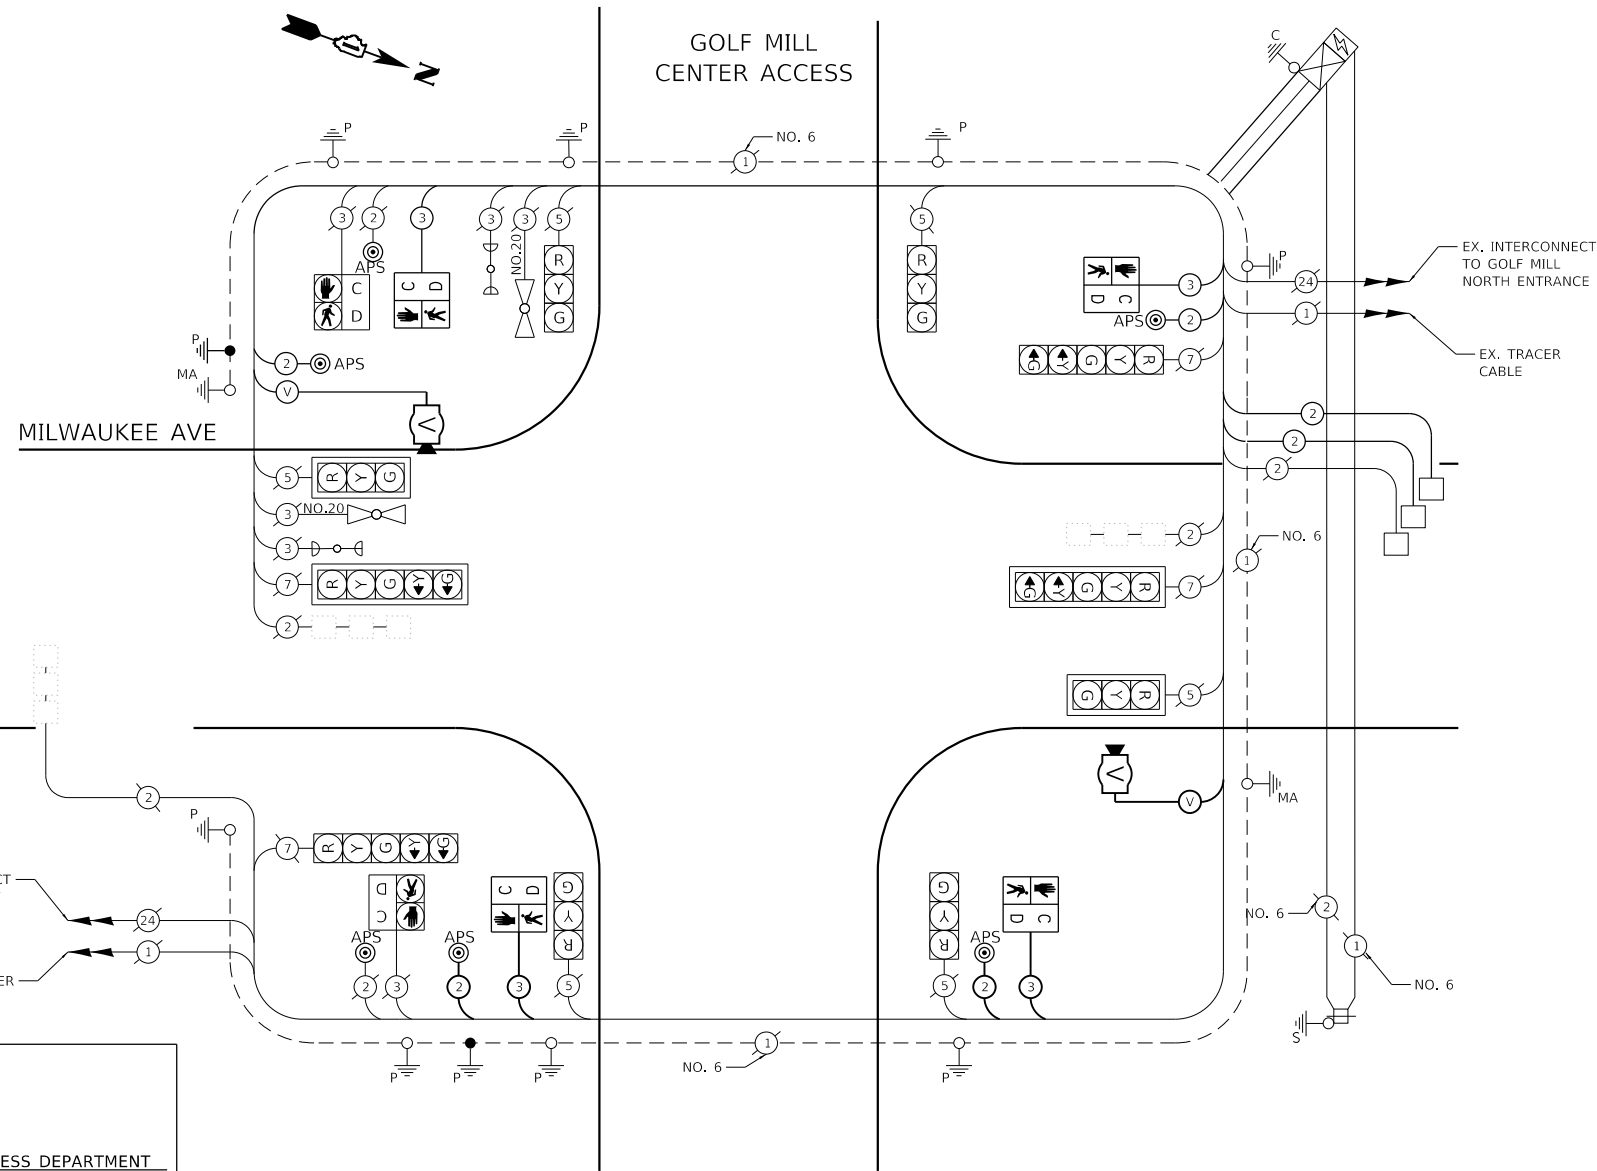 GOLF MILL
CENTER ACCESS
N
C
P
P
NO. 6
P
3
2
3
3
3
5
APS
NO.20
C
D
C D
R
Y
G
5
R
Y
G
1
C
D
3
APS
2
G Y G Y R
7
P
24
EX. INTERCONNECT
TO GOLF MILL
NORTH ENTRANCE
1
EX. TRACER
CABLE
P
MA
2
APS
V
V
MILWAUKEE AVE
5
R Y G
3
NO.20
3
7
R Y G Y G
2
2
2
2
2
1
NO. 6
G Y G Y R
7
G Y R
5
V
V
MA
2
P
7
R Y G Y G
CT
24
1
ER
D
C
APS
APS
C D
G
Y
R
2
3
2
3
5
G
Y
R
APS
D C
5
2
3
2
NO. 6
1
NO. 6
S
P
P
P
NO. 6
1
P
ESS DEPARTMENT